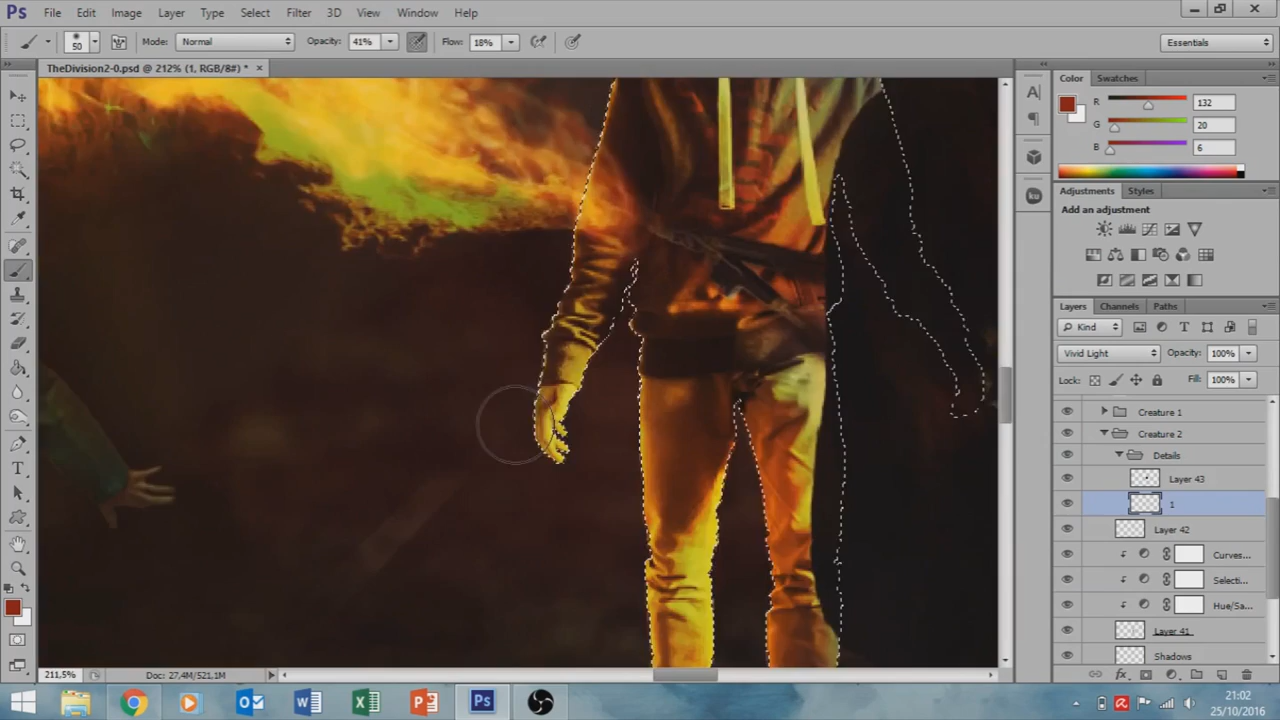 Ps File Edit Image Layer Type Select Filter 3D View Window Help
50 Mode: Normal Opacity: 41% Flow: 18% Essentials
TheDivision2-0.psd @ 212% (1, RGB/8#) * ×
Color Swatches
R 132
G 20
B 6
Adjustments Styles
Add an adjustment
Layers Channels Paths
Kind
Vivid Light Opacity: 100%
Lock: Fill: 100%
Creature 1
Creature 2
Details
Layer 43
1
Layer 42
Curves...
Selecti...
Hue/Sa...
Layer 41
Shadows
211,5% Doc: 27,4M/521,1M
21:02
25/10/2016